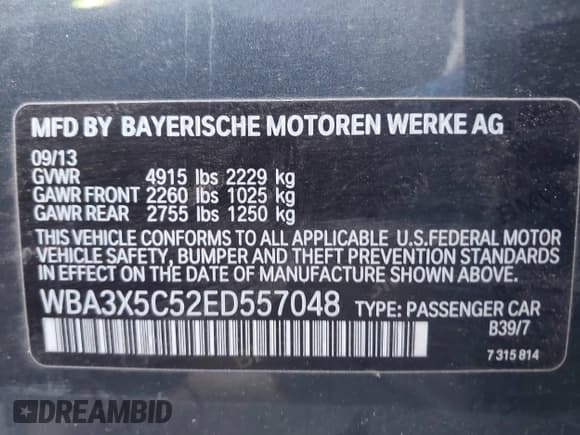 MFD BY BAYERISCHE MOTOREN WERKE AG
09/13
GVWR 4915 lbs 2229 kg
GAWR FRONT 2260 lbs 1025 kg
GAWR REAR 2755 lbs 1250 kg
THIS VEHICLE CONFORMS TO ALL APPLICABLE U.S.FEDERAL MOTOR
VEHICLE SAFETY, BUMPER AND THEFT PREVENTION STANDARDS
IN EFFECT ON THE DATE OF MANUFACTURE SHOWN ABOVE.
WBA3X5C52ED557048 TYPE: PASSENGER CAR
B39/7
7 315 814
DREAMBID